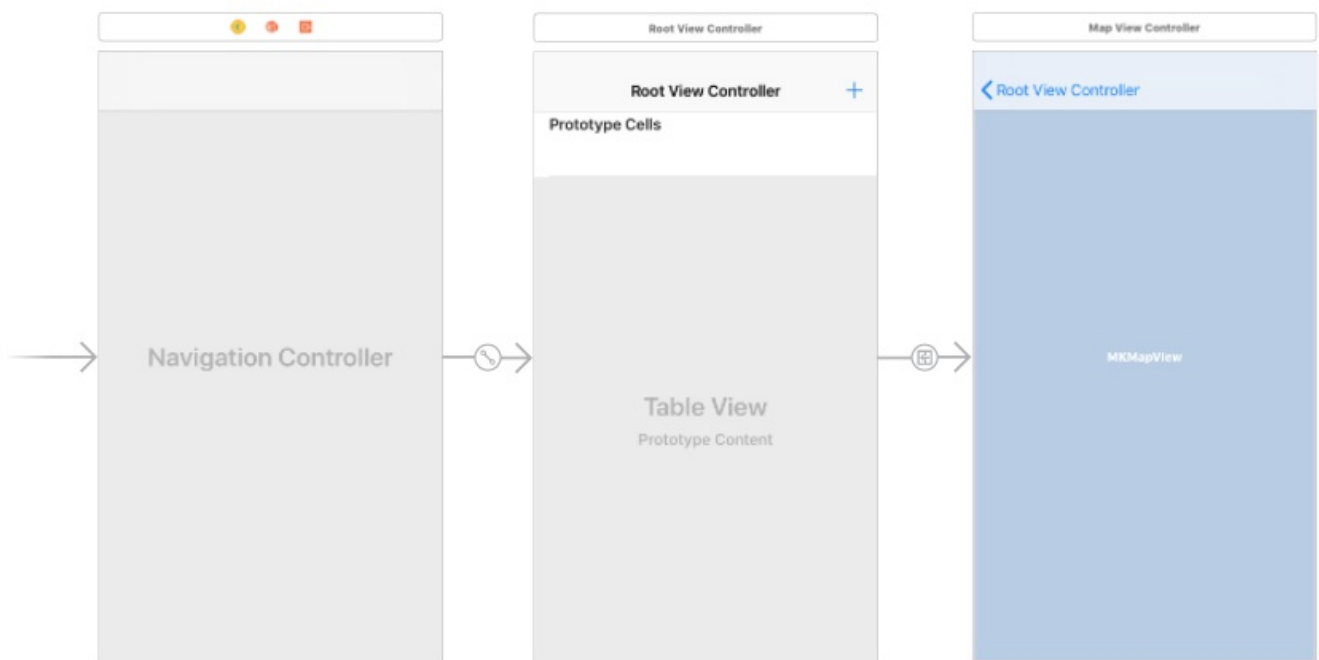 Root View Controller
Map View Controller
Root View Controller +
Root View Controller
Prototype Cells
Navigation Controller
MKMapView
Table View
Prototype Content